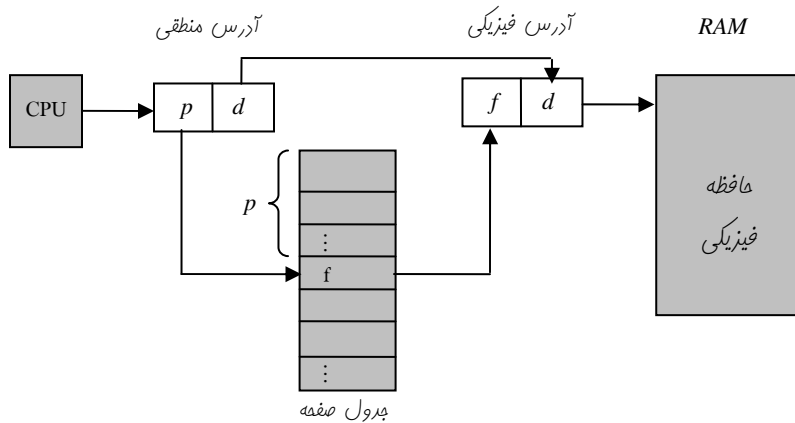 آدرس منطقی
آدرس فیزیکی
RAM
CPU
p d
f d
p
⋮
f
⋮
حافظه
فیزیکی
جدول صفحه